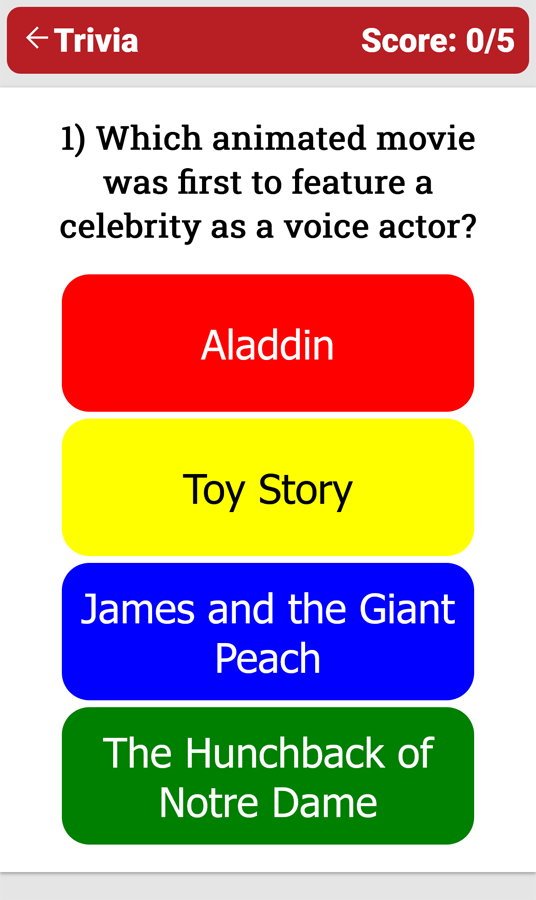 ← Trivia Score: 0/5
1) Which animated movie
was first to feature a
celebrity as a voice actor?
Aladdin
Toy Story
James and the Giant
Peach
The Hunchback of
Notre Dame